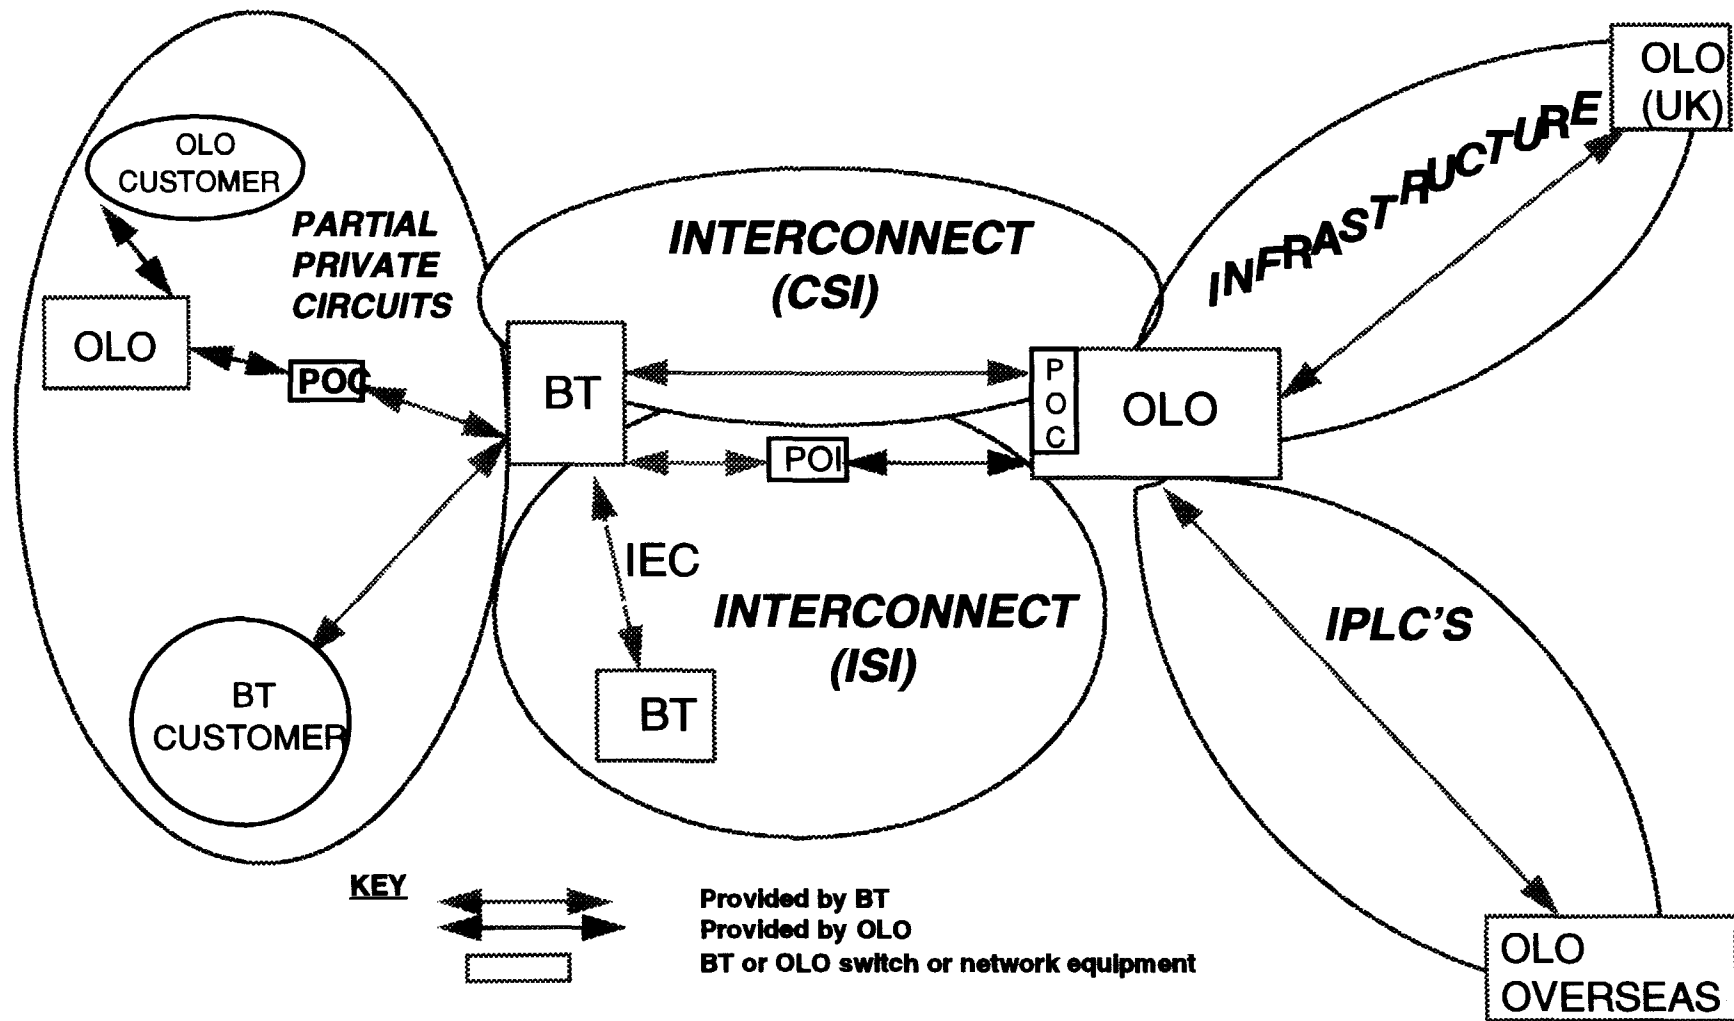 OLO
(UK)
INFRASTRUCTURE
OLO
CUSTOMER
PARTIAL
PRIVATE
CIRCUITS
INTERCONNECT
(CSI)
OLO
POC
BT
P
O
C
OLO
POI
IEC
INTERCONNECT
(ISI)
IPLC'S
BT
CUSTOMER
BT
KEY
Provided by BT
Provided by OLO
BT or OLO switch or network equipment
OLO
OVERSEAS